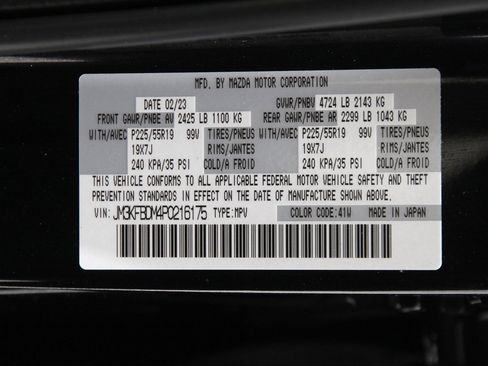 MFD. BY MAZDA MOTOR CORPORATION
DATE 02/23 GVWR/PNBV 4724 LB 2143 KG
FRONT GAWR/PNBE AV 2425 LB 1100 KG REAR GAWR/PNBE AR 2299 LB 1043 KG
WITH/AVEC P225/55R19 99V TIRES/PNEUS WITH/AVEC P225/55R19 99V TIRES/PNEUS
19X7J RIMS/JANTES 19X7J RIMS/JANTES
240 KPA/35 PSI COLD/A FROID 240 KPA/35 PSI COLD/A FROID
THIS VEHICLE CONFORMS TO ALL APPLICABLE FEDERAL MOTOR VEHICLE SAFETY AND THEFT
STANDARDS IN EFFECT ON THE DATE OF MANUFACTURE SHOWN ABOVE.
VIN: JM3KFBDM4P0216175 TYPE: MPV COLOR CODE: 41W MADE IN JAPAN